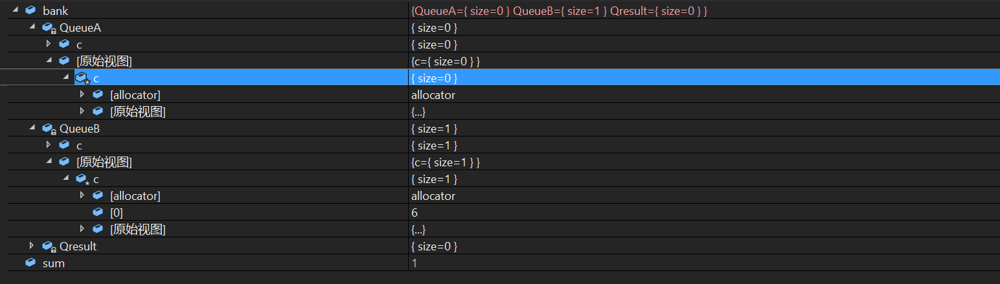 bank {QueueA={ size=0 } QueueB={ size=1 } Qresult={ size=0 } }
QueueA { size=0 }
c { size=0 }
[原始视图] {c={ size=0 } }
c { size=0 }
[allocator] allocator
[原始视图] {...}
QueueB { size=1 }
c { size=1 }
[原始视图] {c={ size=1 } }
c { size=1 }
[allocator] allocator
[0] 6
[原始视图] {...}
Qresult { size=0 }
sum 1